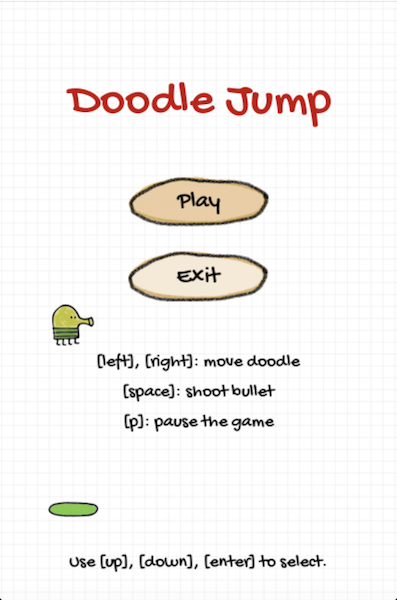 Doodle Jump
Play
Exit
[left], [right]: move doodle
[space]: shoot bullet
[p]: pause the game
Use [up], [down], [enter] to select.